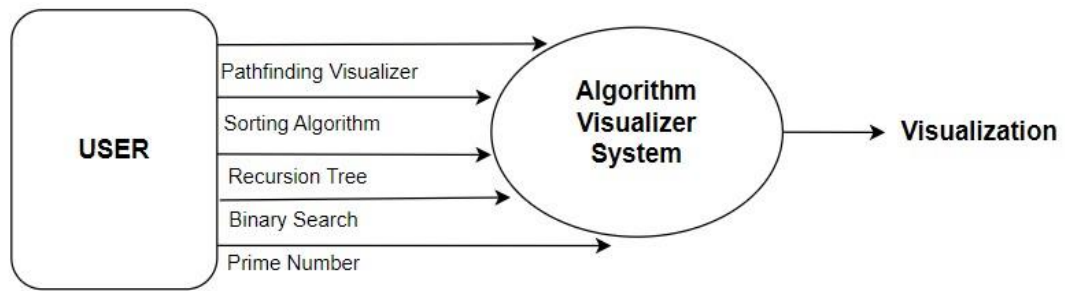 USER
Pathfinding Visualizer
Sorting Algorithm
Recursion Tree
Binary Search
Prime Number
Algorithm
Visualizer
System
Visualization